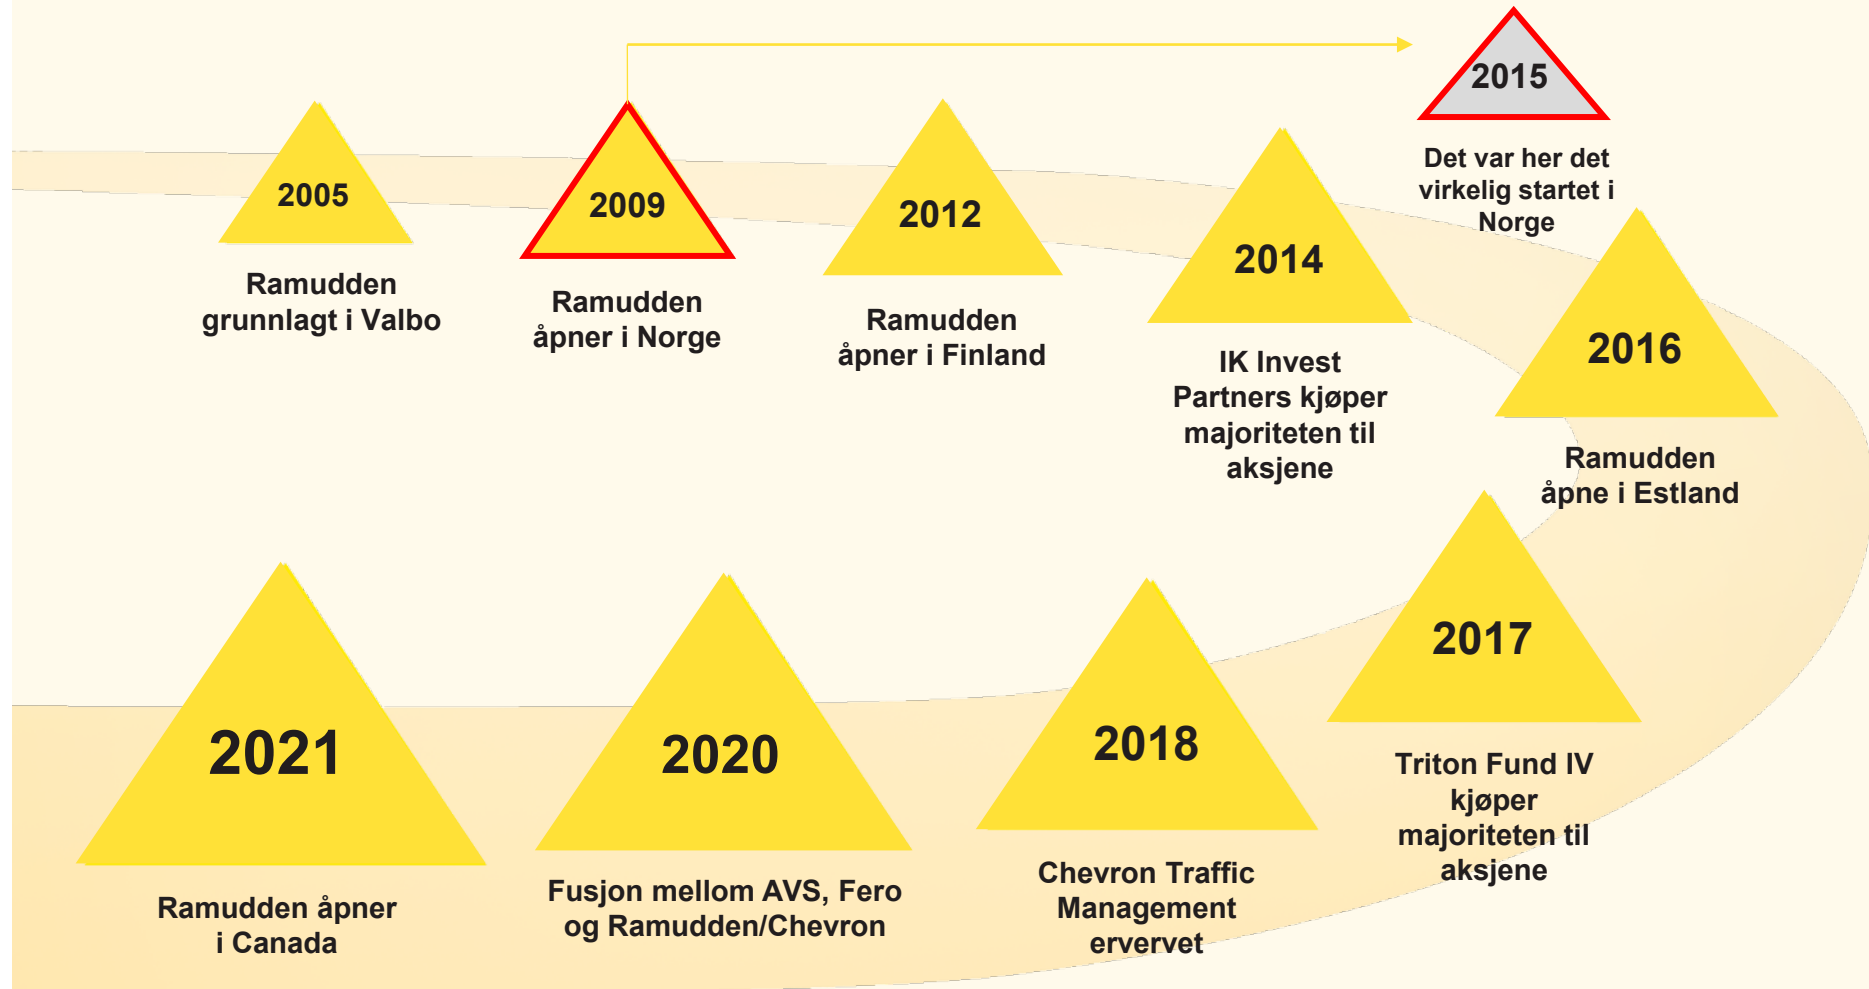 2005
Ramudden
grunnlagt i Valbo
2009
Ramudden
åpner i Norge
2012
Ramudden
åpner i Finland
2014
IK Invest
Partners kjøper
majoriteten til
aksjene
2015
Det var her det
virkelig startet i
Norge
2016
Ramudden
åpne i Estland
2017
Triton Fund IV
kjøper
majoriteten til
aksjene
2018
Chevron Traffic
Management
ervervet
2020
Fusjon mellom AVS, Fero
og Ramudden/Chevron
2021
Ramudden åpner
i Canada